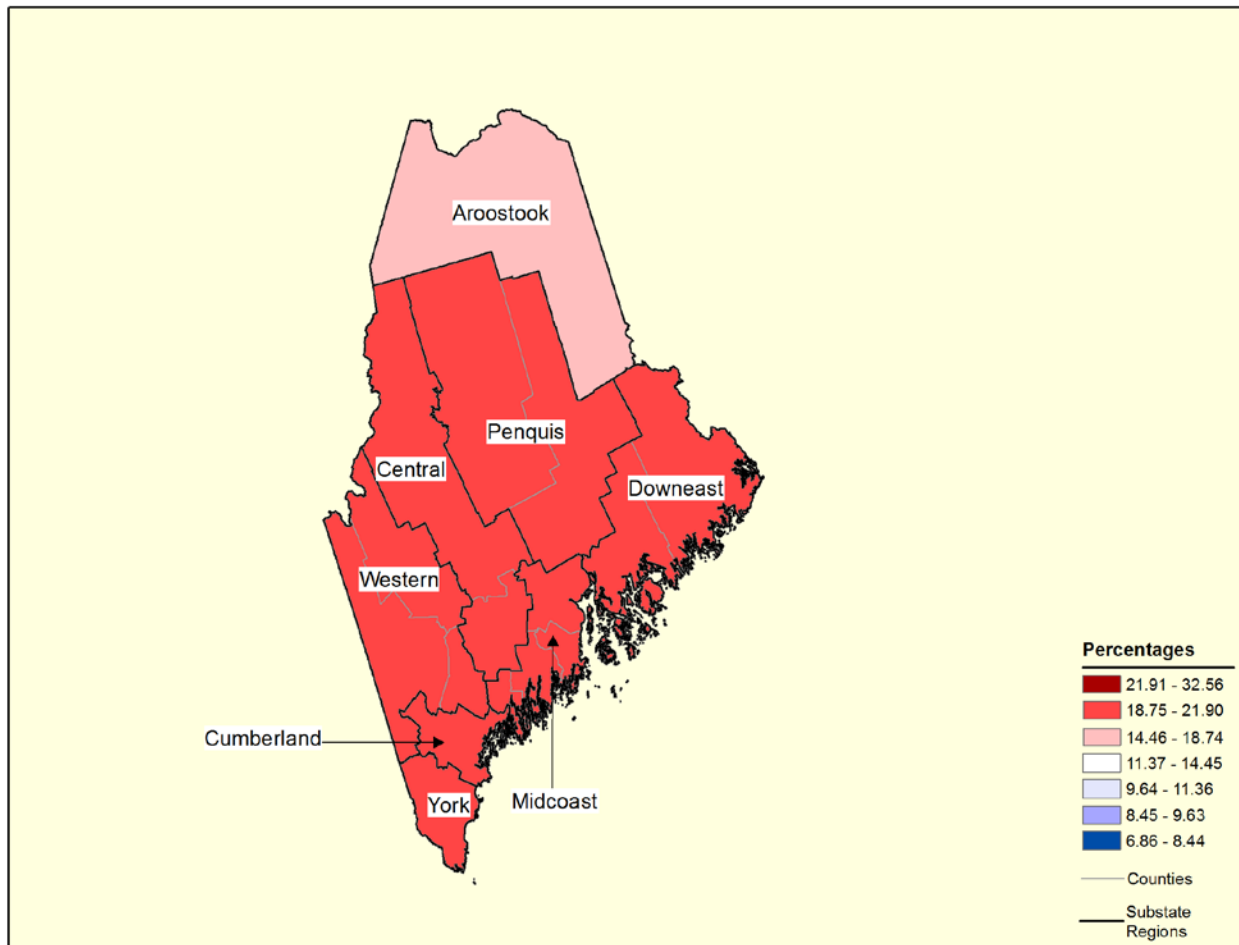 Aroostook
Penquis
Central
Downeast
Western
Cumberland
Midcoast
York
Percentages
21.91 - 32.56
18.75 - 21.90
14.46 - 18.74
11.37 - 14.45
9.64 - 11.36
8.45 - 9.63
6.86 - 8.44
Counties
Substate
Regions